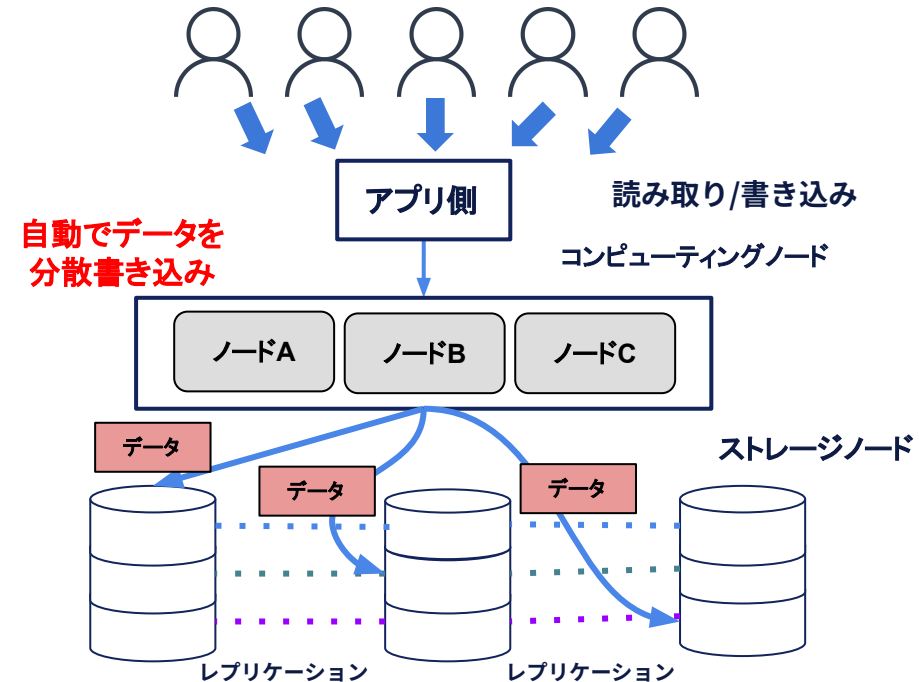 アプリ側
読み取り/書き込み
自動でデータを
分散書き込み
コンピューティングノード
ノードA
ノードB
ノードC
データ
ストレージノード
データ
データ
レプリケーション
レプリケーション